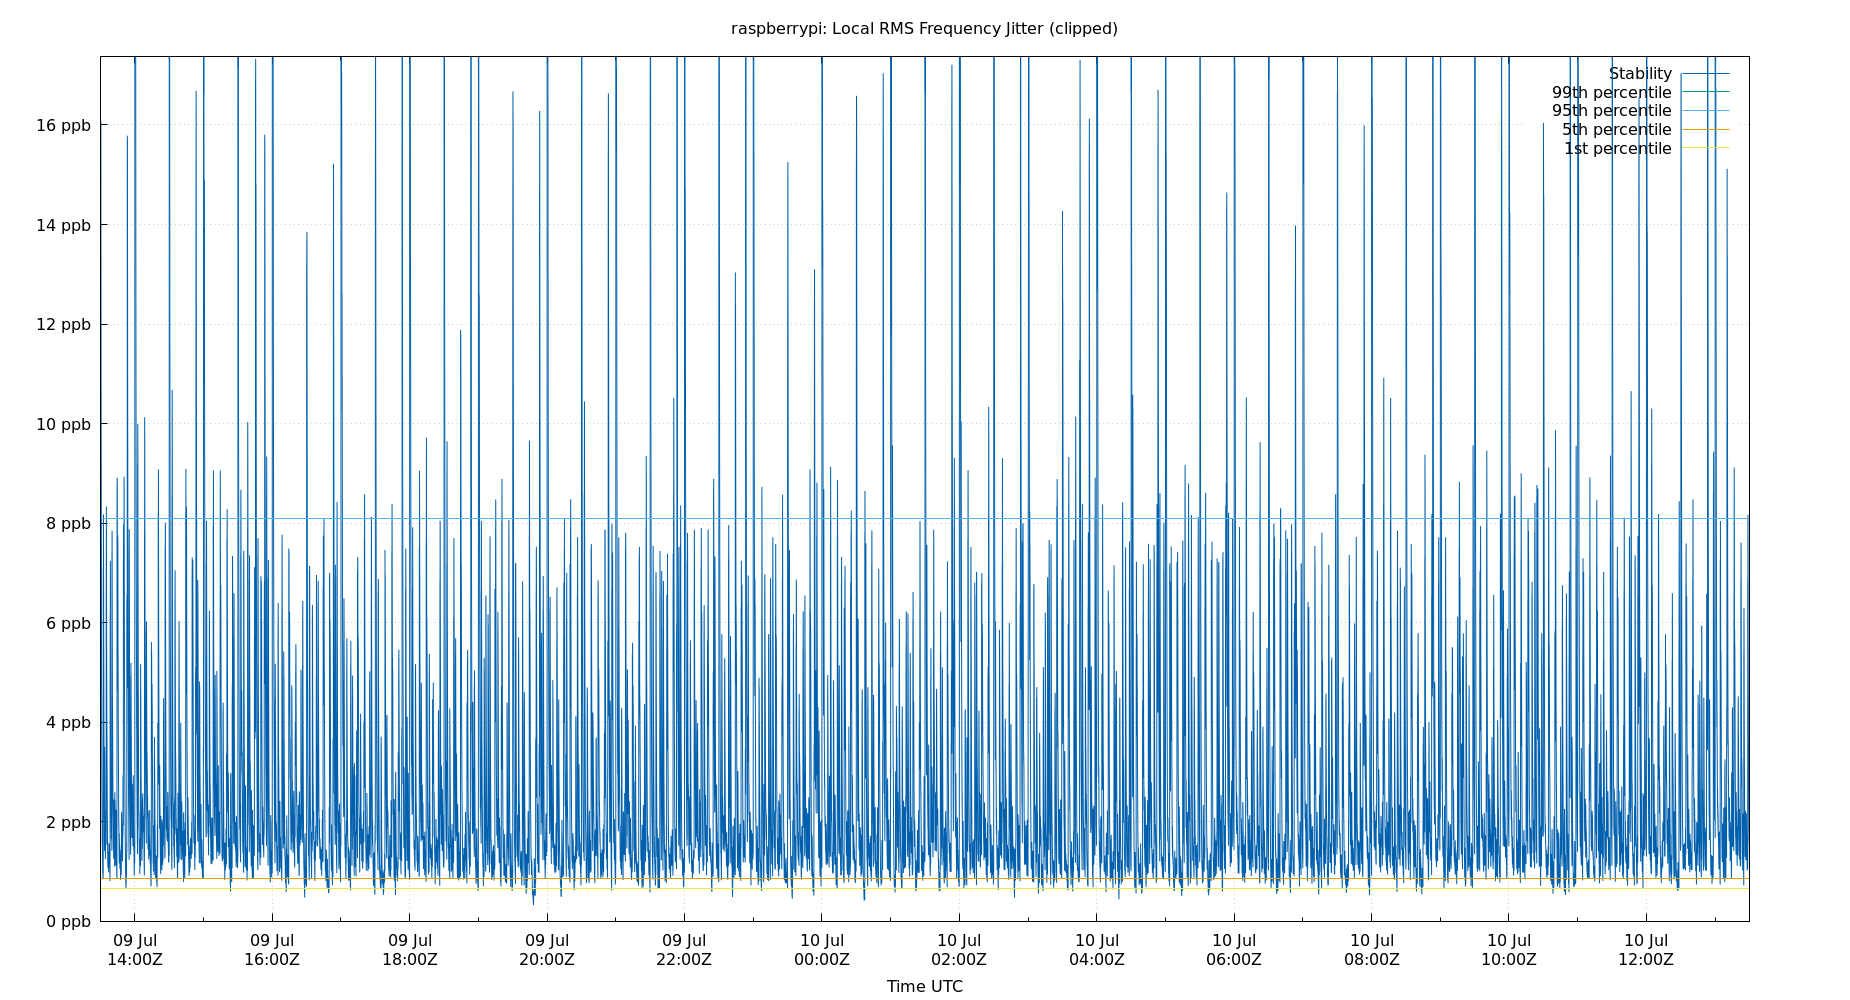 raspberrypi: Local RMS Frequency Jitter (clipped)
Stability
99th percentile
95th percentile
5th percentile
1st percentile
16 ppb
14 ppb
12 ppb
10 ppb
8 ppb
6 ppb
4 ppb
2 ppb
0 ppb
09 Jul 09 Jul 09 Jul 09 Jul 09 Jul 10 Jul 10 Jul 10 Jul 10 Jul 10 Jul 10 Jul 10 Jul
14:00Z 16:00Z 18:00Z 20:00Z 22:00Z 00:00Z 02:00Z 04:00Z 06:00Z 08:00Z 10:00Z 12:00Z
Time UTC